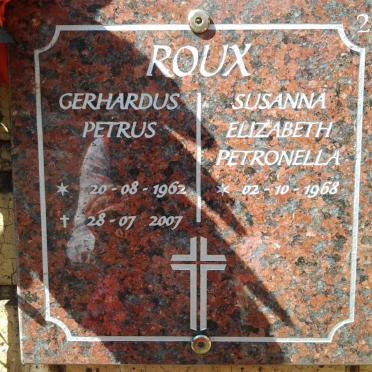 2
ROUX
GERHARDUS
PETRUS
✶ 20-08-1962
✝ 28-07 2007
SUSANNA
ELIZABETH
PETRONELLA
✶ 02-10-1968